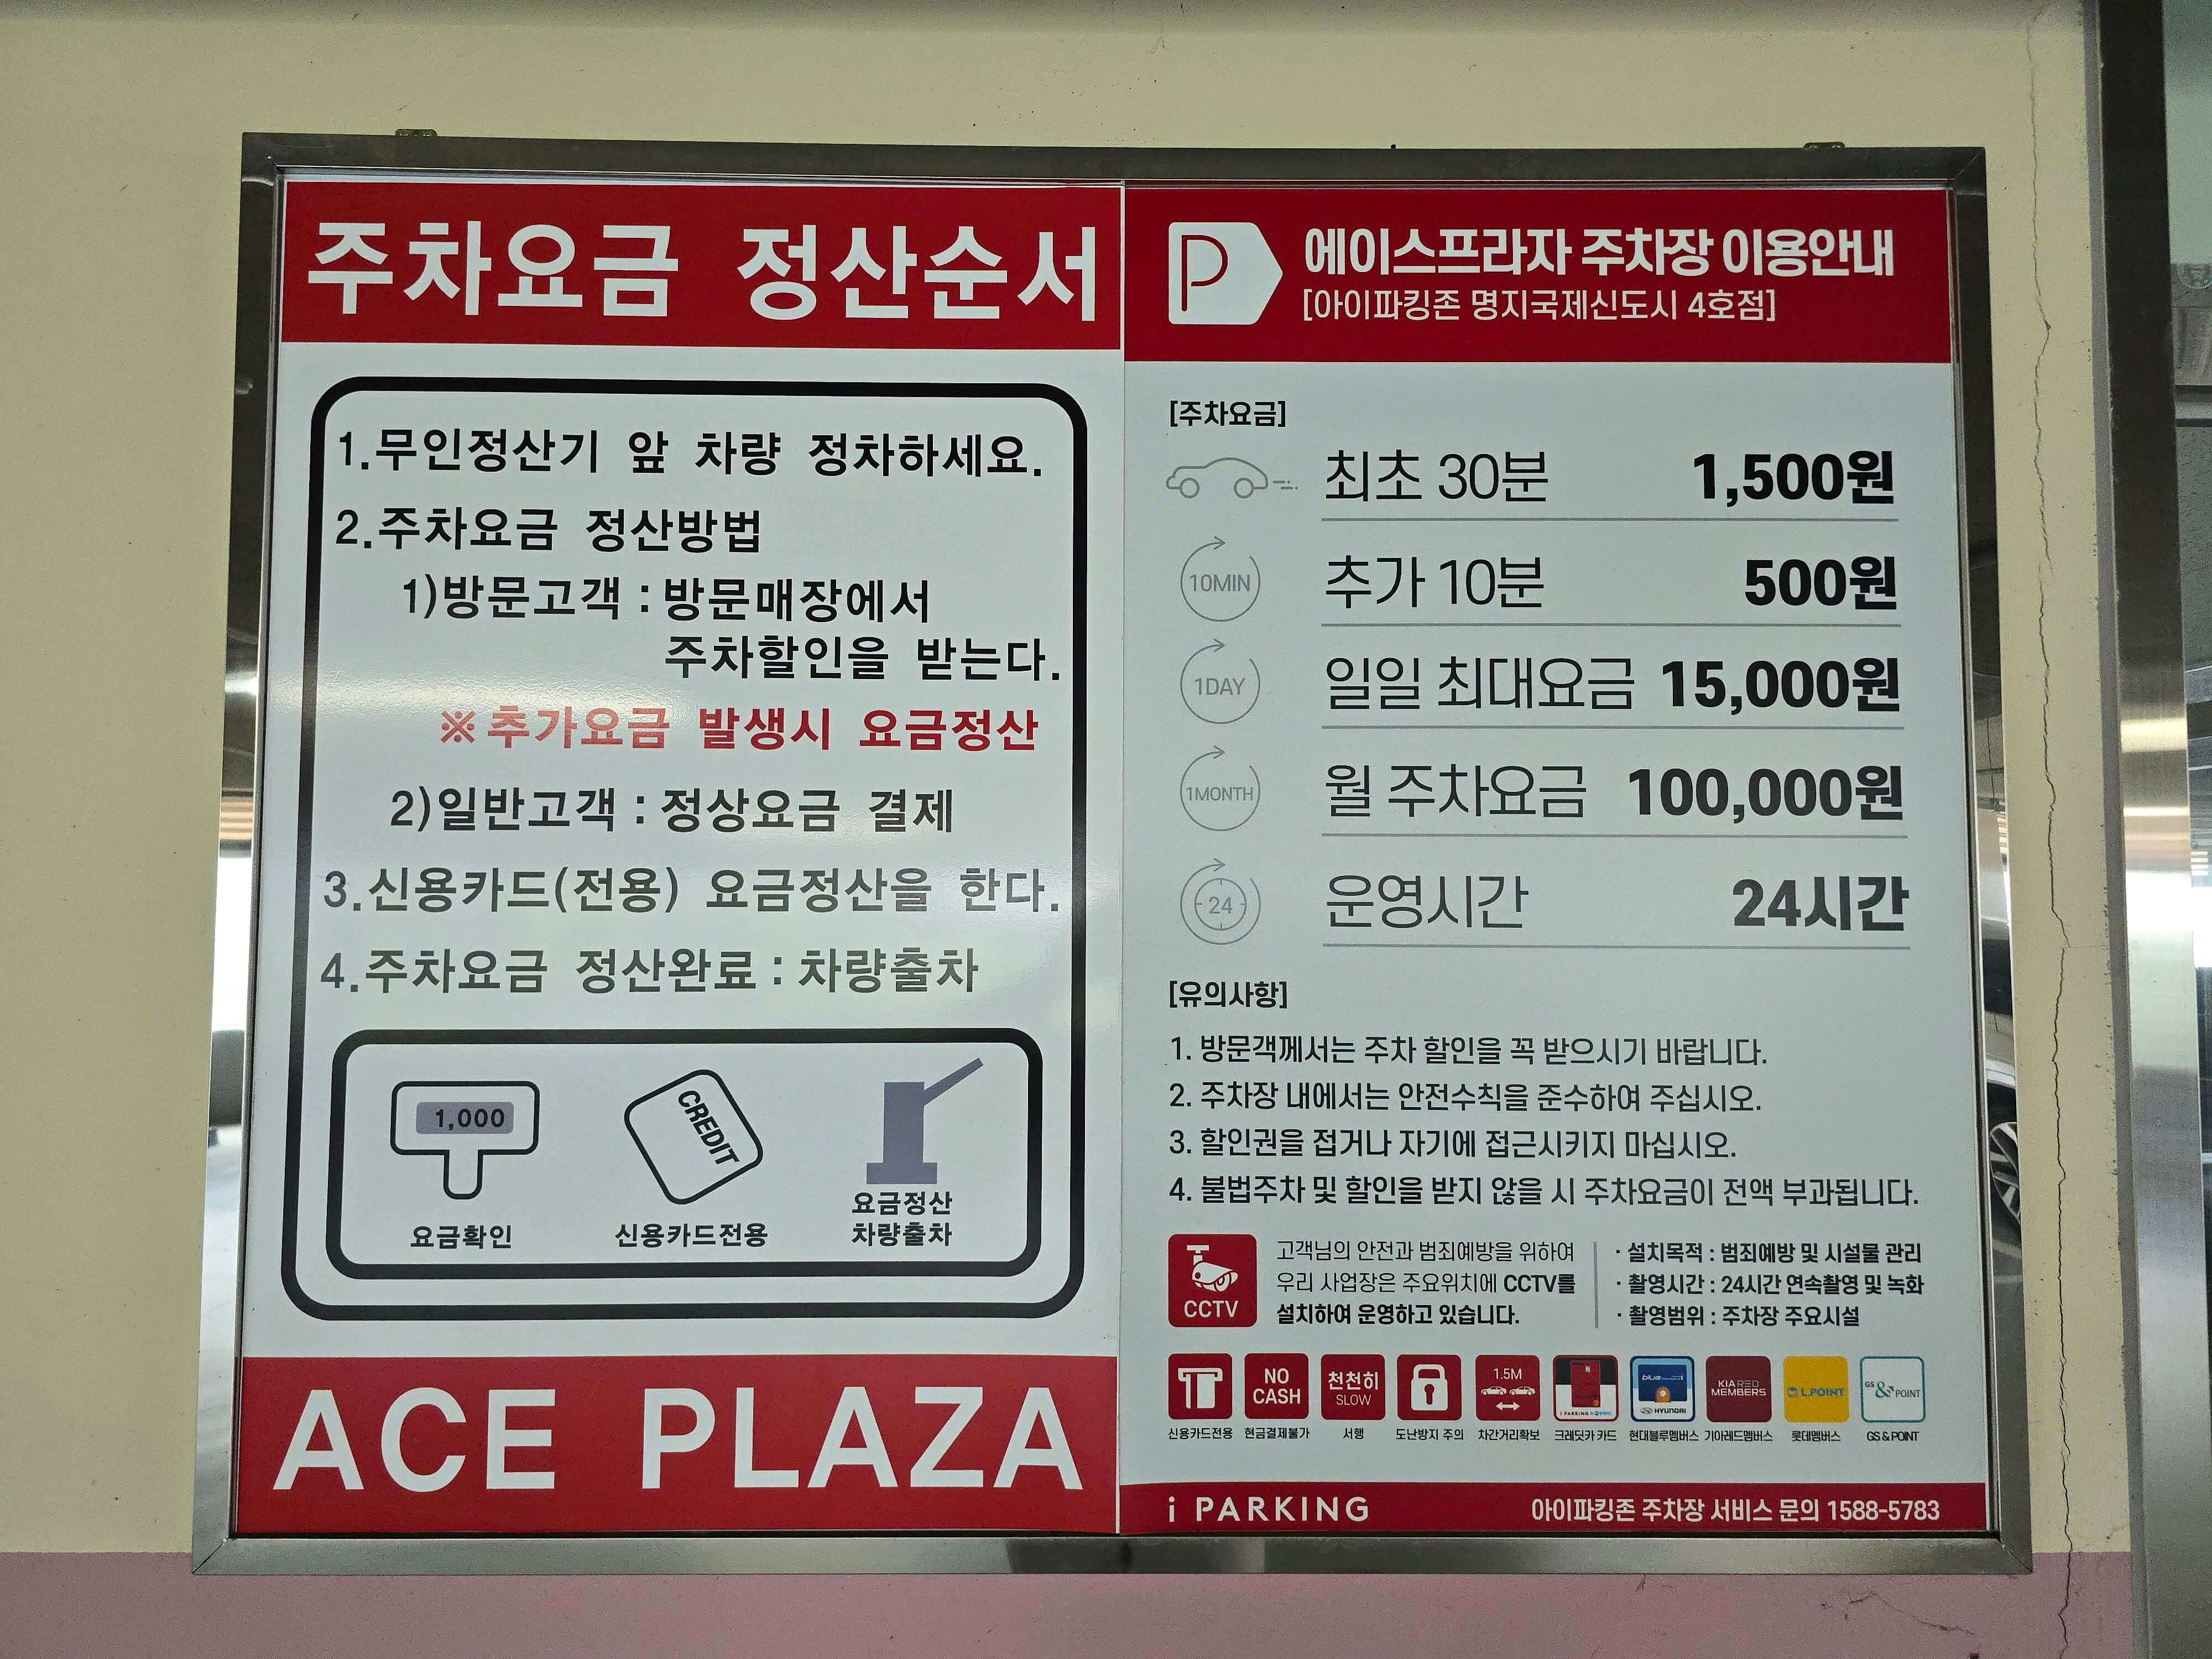 주차요금 정산순서
1.무인정산기 앞 차량 정차하세요.
2.주차요금 정산방법
1)방문고객 : 방문매장에서
주차할인을 받는다.
※추가요금 발생시 요금정산
2)일반고객 : 정상요금 결제
3.신용카드(전용) 요금정산을 한다.
4.주차요금 정산완료 : 차량출차
1,000
요금확인
CREDIT
신용카드전용
요금정산
차량출차
ACE PLAZA
P
에이스프라자 주차장 이용안내
[아이파킹존 명지국제신도시 4호점]
[주차요금]
최초 30분 1,500원
10MIN 추가 10분 500원
1DAY 일일 최대요금 15,000원
1MONTH 월 주차요금 100,000원
24 운영시간 24시간
[유의사항]
1. 방문객께서는 주차 할인을 꼭 받으시기 바랍니다.
2. 주차장 내에서는 안전수칙을 준수하여 주십시오.
3. 할인권을 접거나 자기에 접근시키지 마십시오.
4. 불법주차 및 할인을 받지 않을 시 주차요금이 전액 부과됩니다.
CCTV
고객님의 안전과 범죄예방을 위하여
우리 사업장은 주요위치에 CCTV를
설치하여 운영하고 있습니다.
· 설치목적 : 범죄예방 및 시설물 관리
· 촬영시간 : 24시간 연속촬영 및 녹화
· 촬영범위 : 주차장 주요시설
신용카드전용
NO
CASH
현금결제불가
천천히
SLOW
서행
도난방지 주의
1.5M
차간거리확보
i PARKING
크레딧카 카드
blue
HYUNDAI
현대블루멤버스
KIA RED
MEMBERS
기아레드멤버스
L.POINT
롯데멤버스
GS & POINT
GS & POINT
i PARKING
아이파킹존 주차장 서비스 문의 1588-5783